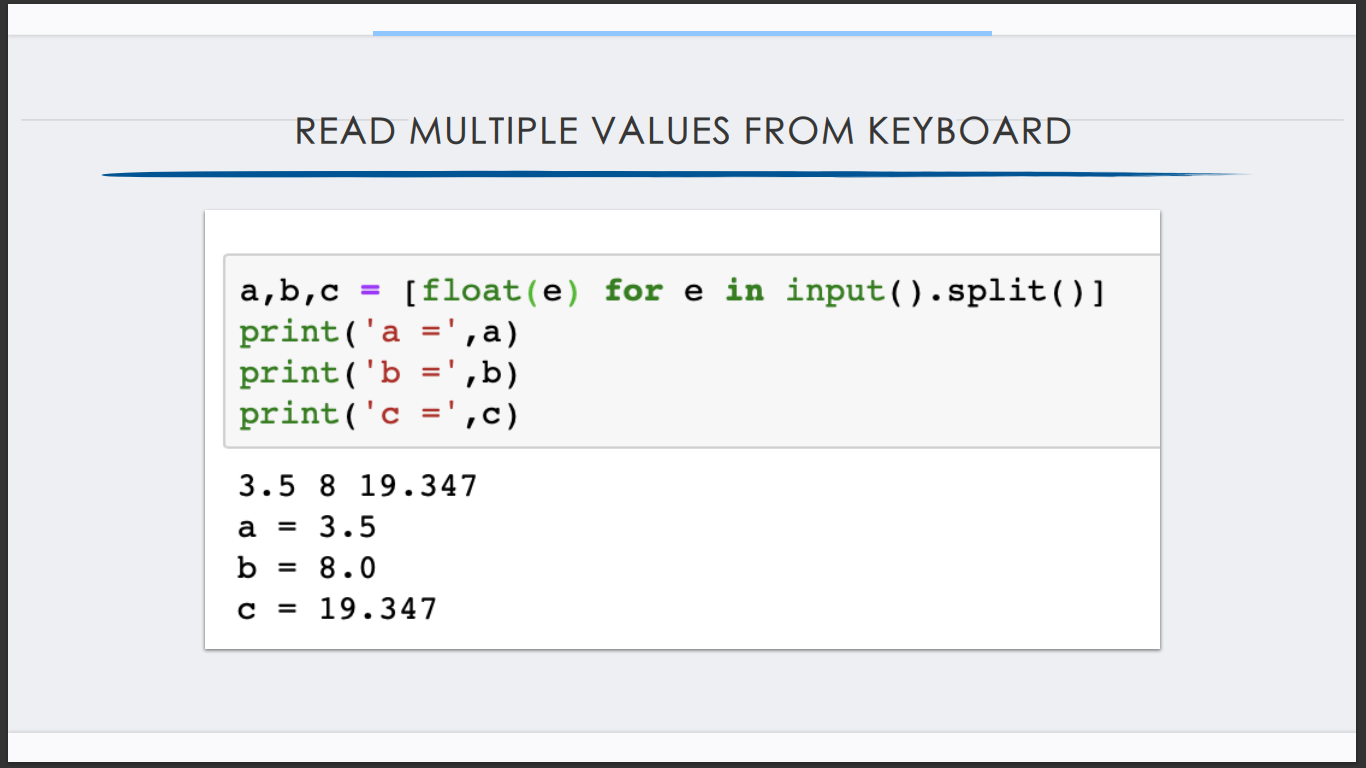 READ MULTIPLE VALUES FROM KEYBOARD
a,b,c = [float(e) for e in input().split()]
print('a =',a)
print('b =',b)
print('c =',c)
3.5 8 19.347
a = 3.5
b = 8.0
c = 19.347